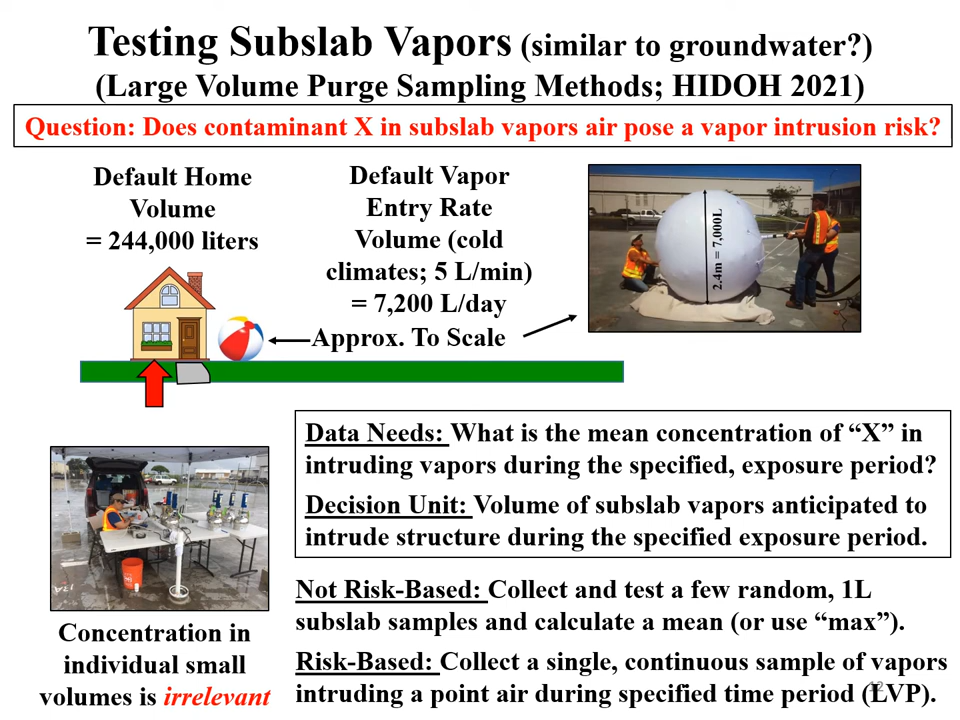 Testing Subslab Vapors (similar to groundwater?)
(Large Volume Purge Sampling Methods; HIDOH 2021)
Question: Does contaminant X in subslab vapors air pose a vapor intrusion risk?
Default Home
Volume
= 244,000 liters
Default Vapor
Entry Rate
Volume (cold
climates; 5 L/min)
= 7,200 L/day
Approx. To Scale
2.4m = 7,000L
Data Needs: What is the mean concentration of “X” in
intruding vapors during the specified, exposure period?
Decision Unit: Volume of subslab vapors anticipated to
intrude structure during the specified exposure period.
Concentration in
individual small
volumes is irrelevant
Not Risk-Based: Collect and test a few random, 1L
subslab samples and calculate a mean (or use “max”).
Risk-Based: Collect a single, continuous sample of vapors
intruding a point air during specified time period (LVP).
12